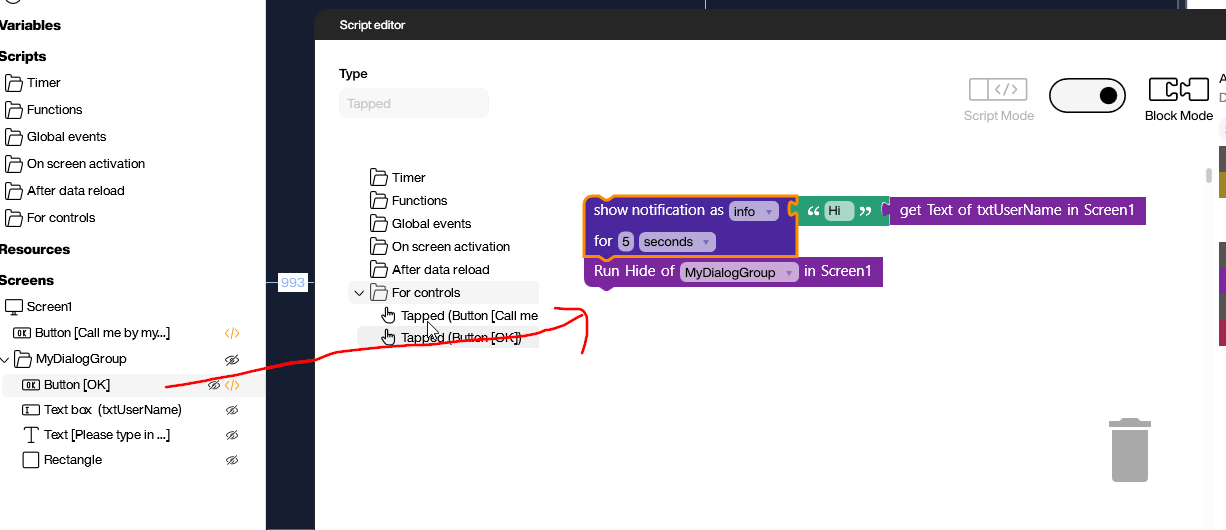 Variables
Scripts
Timer
Functions
Global events
On screen activation
After data reload
For controls
Resources
Screens
Screen1
OK Button [Call me by my...] </>
MyDialogGroup
OK Button [OK] </>
Text box (txtUserName)
Text [Please type in ...]
Rectangle
993
Script editor
Type
Tapped
</>
Script Mode
Block Mode
Timer
Functions
Global events
On screen activation
After data reload
For controls
Tapped (Button [Call me
Tapped (Button [OK])
show notification as info “ Hi ” get Text of txtUserName in Screen1
for 5 seconds
Run Hide of MyDialogGroup in Screen1